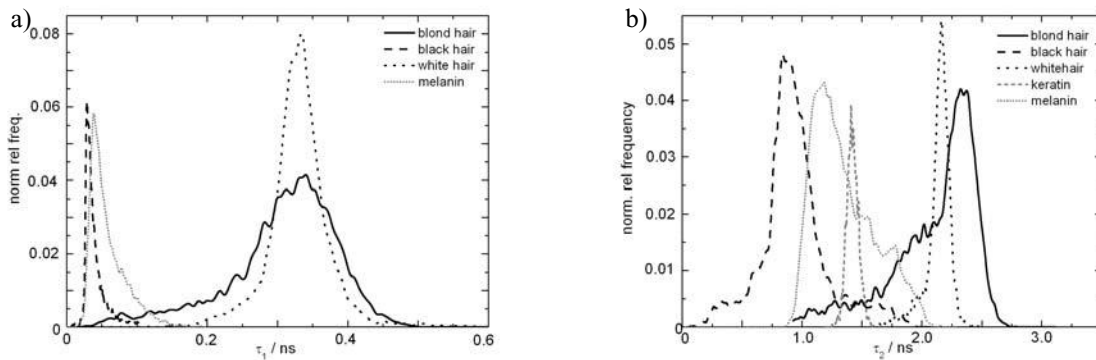 a)
0.08
0.06
0.04
0.02
0
norm rel freq.
blond hair
black hair
white hair
melanin
0
0.2
0.4
0.6
τ1 / ns
b)
0.05
0.04
0.03
0.02
0.01
0
norm. rel frequency
blond hair
black hair
whitehair
keratin
melanin
0
1.0
2.0
3.0
τ2 / ns